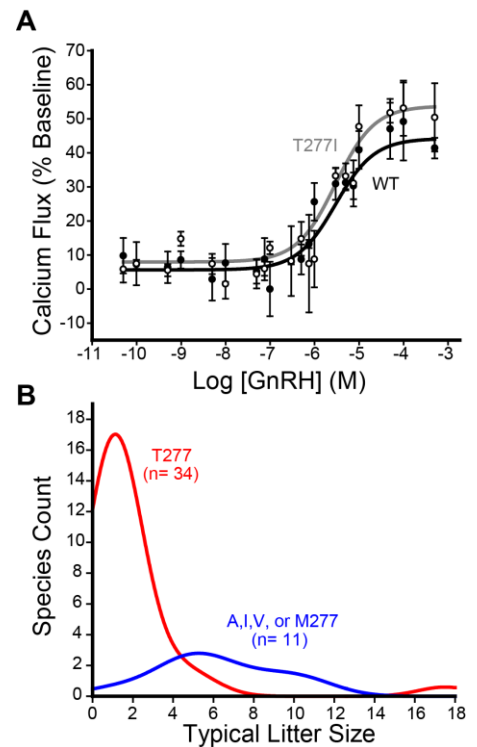 A
Calcium Flux (% Baseline)
70
60
50
40
30
20
10
0
-10
T277I
WT
-11 -10 -9 -8 -7 -6 -5 -4 -3
Log [GnRH] (M)
B
Species Count
18
16
14
12
10
8
6
4
2
0
T277
(n= 34)
A,I,V, or M277
(n= 11)
0 2 4 6 8 10 12 14 16 18
Typical Litter Size